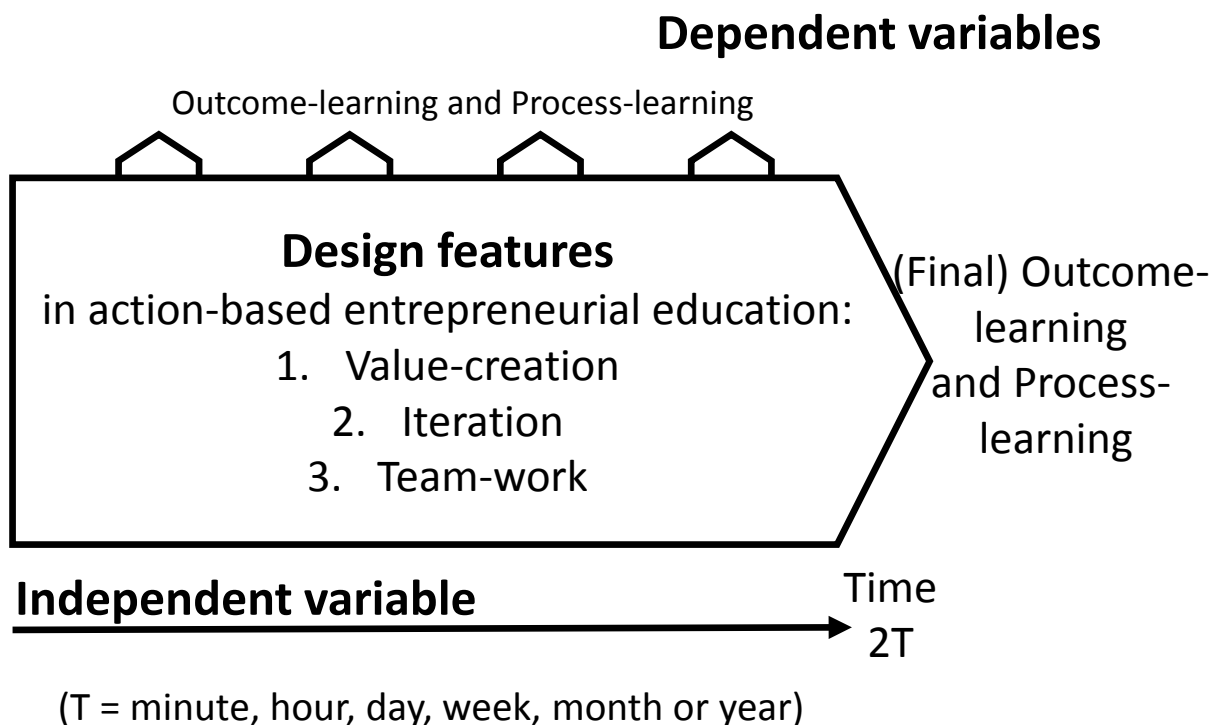 Dependent variables
Outcome-learning and Process-learning
Design features
in action-based entrepreneurial education:
1. Value-creation
2. Iteration
3. Team-work
(Final) Outcome-
learning
and Process-
learning
Independent variable
Time
2T
(T = minute, hour, day, week, month or year)